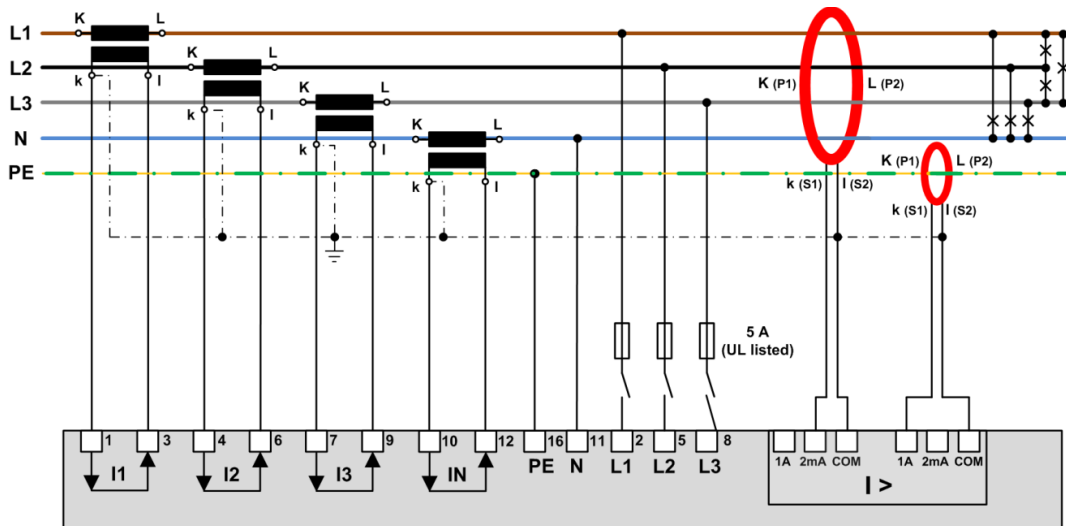 K L
L1
K L
L2
k l
K (P1) L (P2)
K L
L3
k l
K L
N
k l
K (P1) L (P2)
PE
k l
k (S1) l (S2)
k (S1) l (S2)
5 A
(UL listed)
1 3 4 6 7 9 10 12 16 11 2 5 8
I1 I2 I3 IN PE N L1 L2 L3
1A 2mA COM 1A 2mA COM
I >